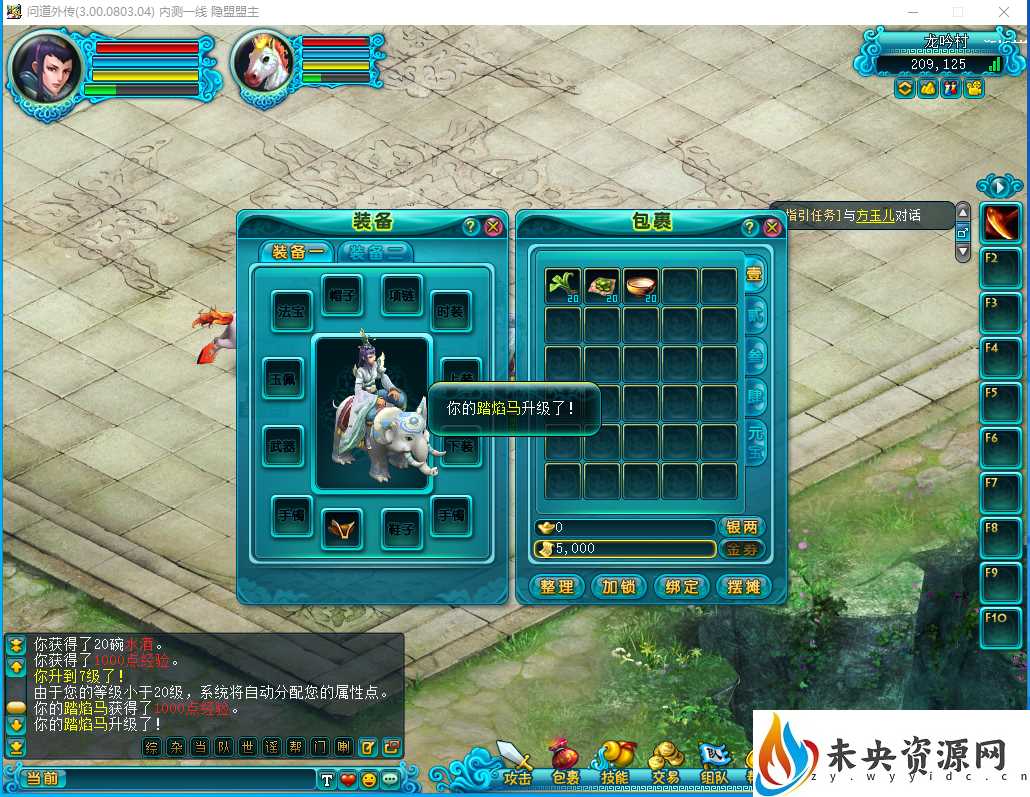 问道外传(3.00.0803.04) 内测一线 隐盟盟主
龙吟村
209,125
指引任务]与方玉儿对话
装备
装备一
装备二
法宝
帽子
项链
时装
玉佩
上装
武器
下装
手镯
鞋子
手镯
包裹
壹
贰
叁
肆
元宝
20
20
20
0
银两
5,000
金券
整理
加锁
绑定
摆摊
你的踏焰马升级了！
F2
F3
F4
F5
F6
F7
F8
F9
F10
你获得了20碗水酒。
你获得了1000点经验。
你升到7级了！
由于您的等级小于20级，系统将自动分配您的属性点。
你的踏焰马获得了1000点经验。
你的踏焰马升级了！
综 杂 当 队 世 谣 帮 门 喇
当前
T
攻击
包裹
技能
交易
组队
未央资源网
zy.wyyidc.cn